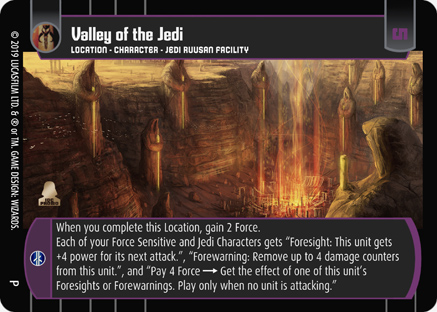 Valley of the Jedi
5
LOCATION - CHARACTER - JEDI RUUSAN FACILITY
© 2019 LUCASFILM LTD. & ® or TM. GAME DESIGN: WIZARDS.
P
When you complete this Location, gain 2 Force.
Each of your Force Sensitive and Jedi Characters gets “Foresight: This unit gets
+4 power for its next attack.”, “Forewarning: Remove up to 4 damage counters
from this unit.”, and “Pay 4 Force → Get the effect of one of this unit’s
Foresights or Forewarnings. Play only when no unit is attacking.”